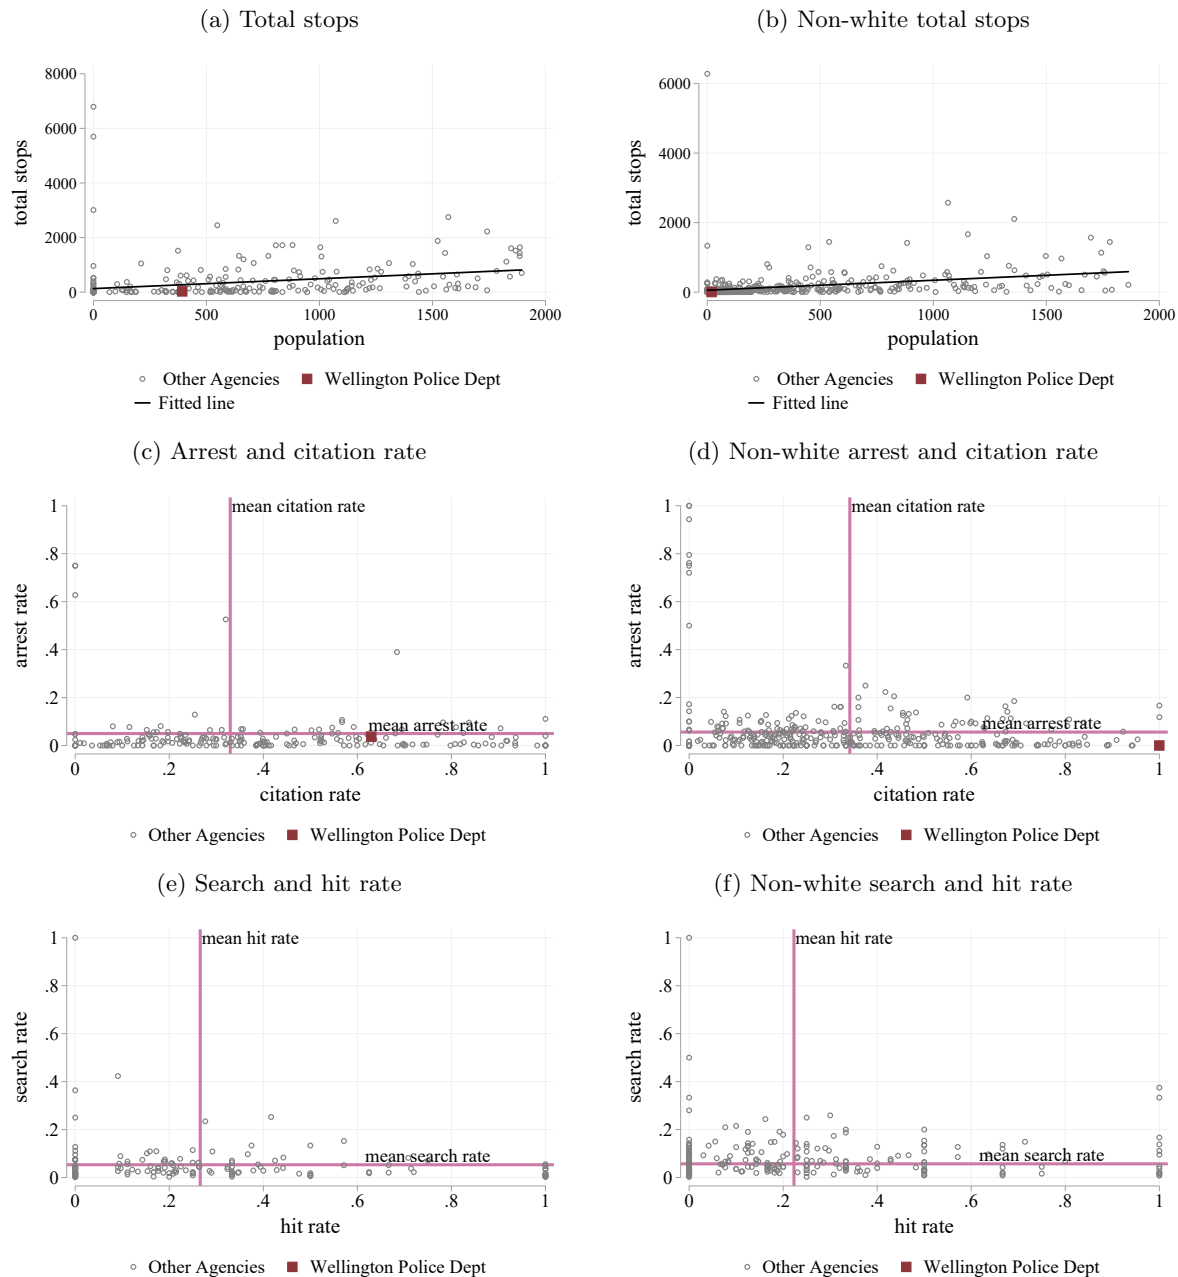 (a) Total stops
(b) Non-white total stops
8000
6000
4000
2000
0
total stops
0 500 1000 1500 2000
population
Other Agencies Wellington Police Dept
Fitted line
6000
4000
2000
0
total stops
0 500 1000 1500 2000
population
Other Agencies Wellington Police Dept
Fitted line
(c) Arrest and citation rate
(d) Non-white arrest and citation rate
1
.8
.6
.4
.2
0
arrest rate
mean citation rate
mean arrest rate
0 .2 .4 .6 .8 1
citation rate
Other Agencies Wellington Police Dept
1
.8
.6
.4
.2
0
arrest rate
mean citation rate
mean arrest rate
0 .2 .4 .6 .8 1
citation rate
Other Agencies Wellington Police Dept
(e) Search and hit rate
(f) Non-white search and hit rate
1
.8
.6
.4
.2
0
search rate
mean hit rate
mean search rate
0 .2 .4 .6 .8 1
hit rate
Other Agencies Wellington Police Dept
1
.8
.6
.4
.2
0
search rate
mean hit rate
mean search rate
0 .2 .4 .6 .8 1
hit rate
Other Agencies Wellington Police Dept